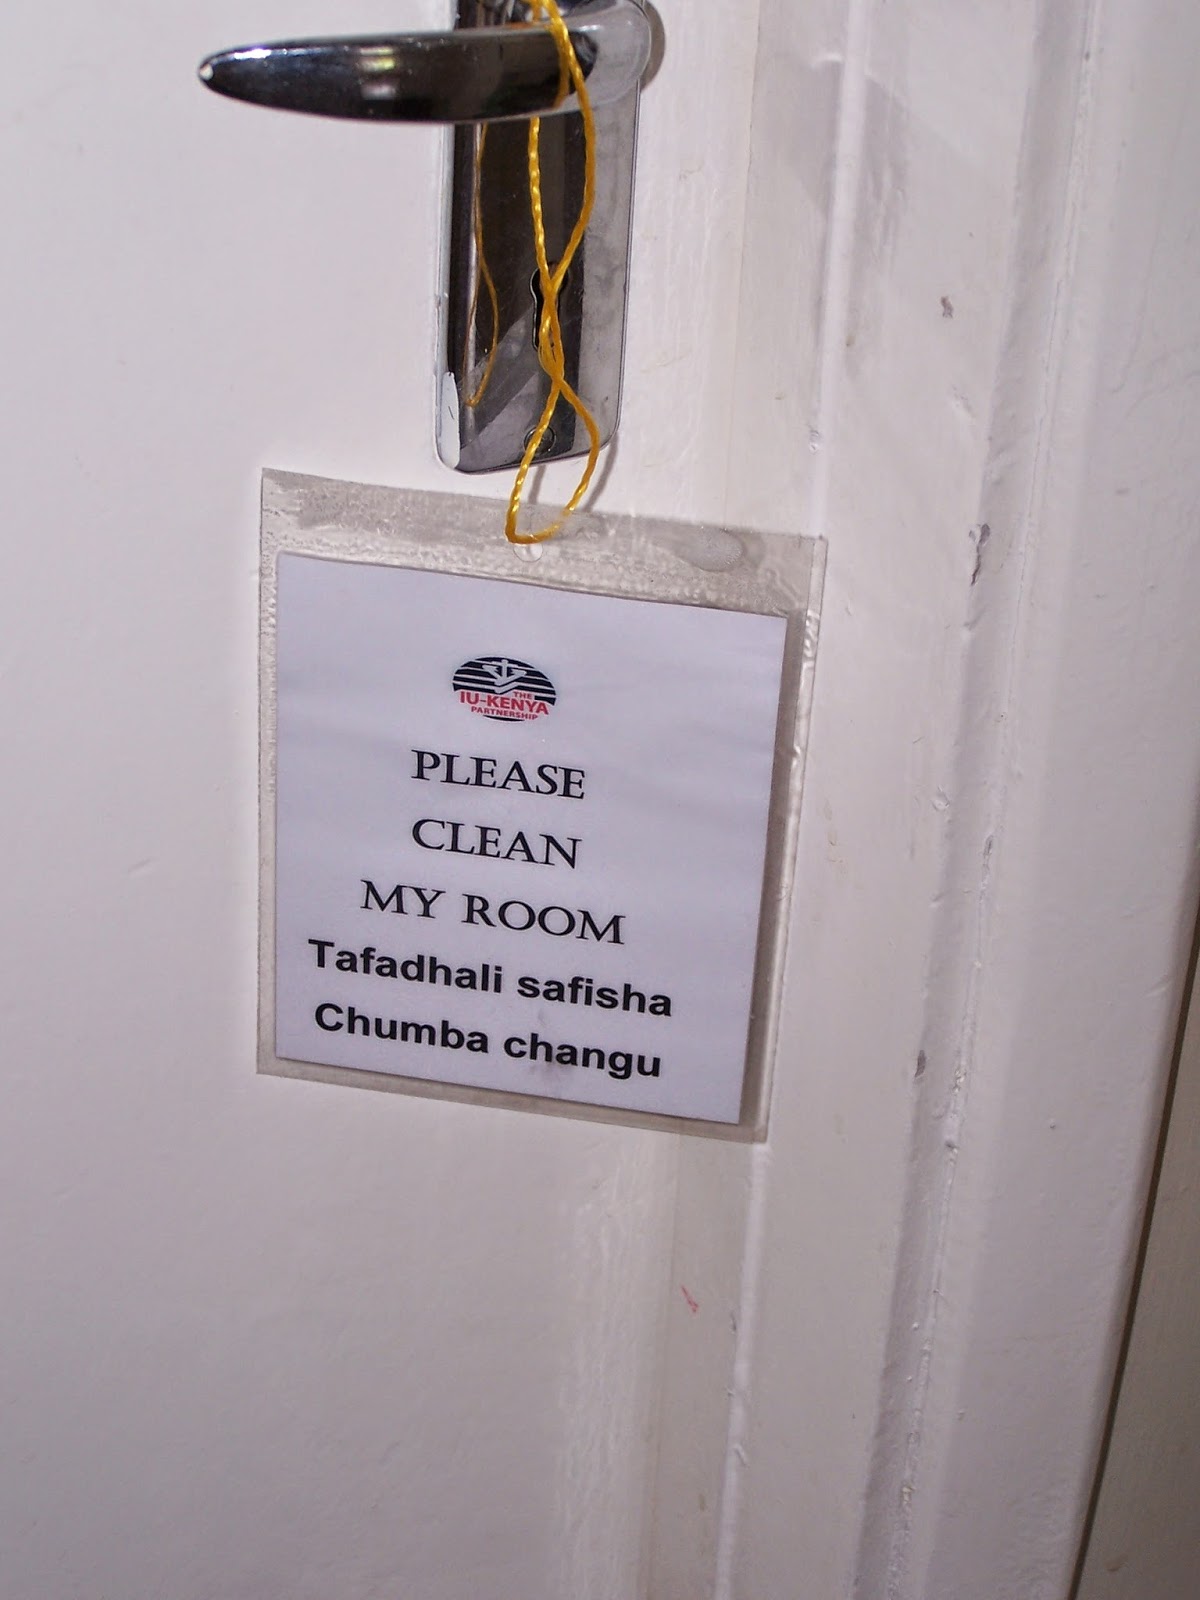 THE
IU-KENYA
PARTNERSHIP
PLEASE
CLEAN
MY ROOM
Tafadhali safisha
Chumba changu